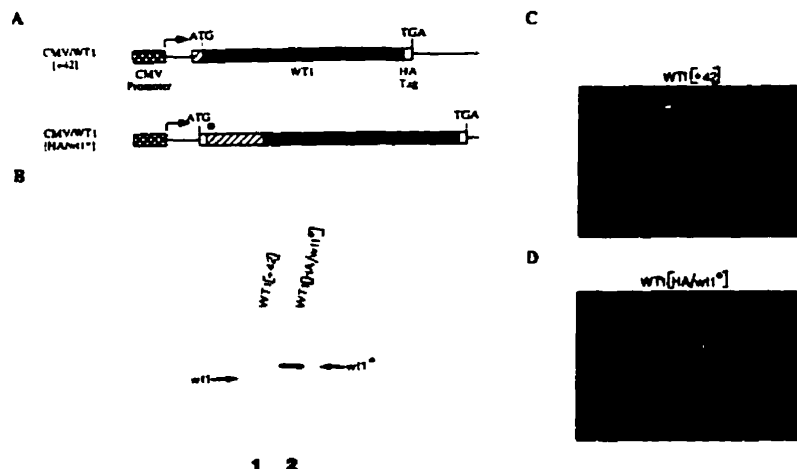 A
CMV/WT1
[+42]
ATG
TGA
CMV
Promoter
WT1
HA
Tag
CMV/WT1
[HA/wt1*]
ATG
*
TGA
B
WT1[+42]
WT1[HA/wt1*]
wt1
wt1*
1 2
C
WT1[+42]
D
WT1[HA/wt1*]